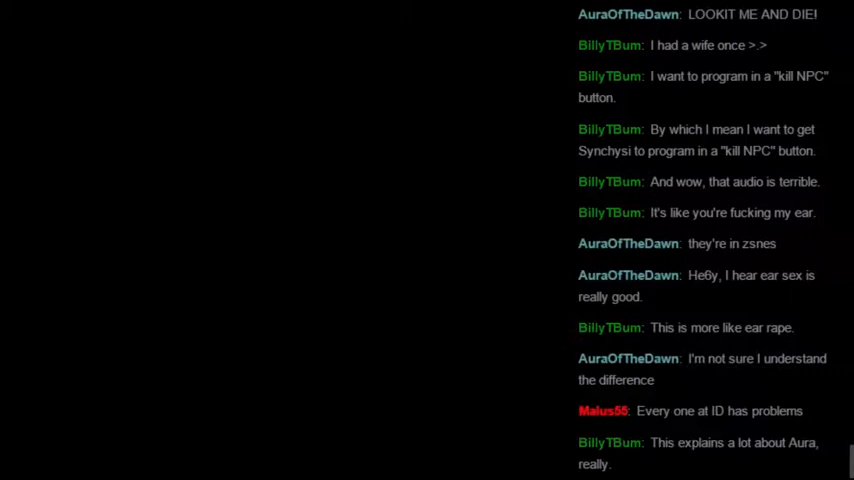 AuraOfTheDawn: LOOKIT ME AND DIE!
BillyTBum: I had a wife once >.>
BillyTBum: I want to program in a "kill NPC"
button.
BillyTBum: By which I mean I want to get
Synchysi to program in a "kill NPC" button.
BillyTBum: And wow, that audio is terrible.
BillyTBum: It's like you're fucking my ear.
AuraOfTheDawn: they're in zsnes
AuraOfTheDawn: He6y, I hear ear sex is
really good.
BillyTBum: This is more like ear rape.
AuraOfTheDawn: I'm not sure I understand
the difference
Malus55: Every one at ID has problems
BillyTBum: This explains a lot about Aura,
really.